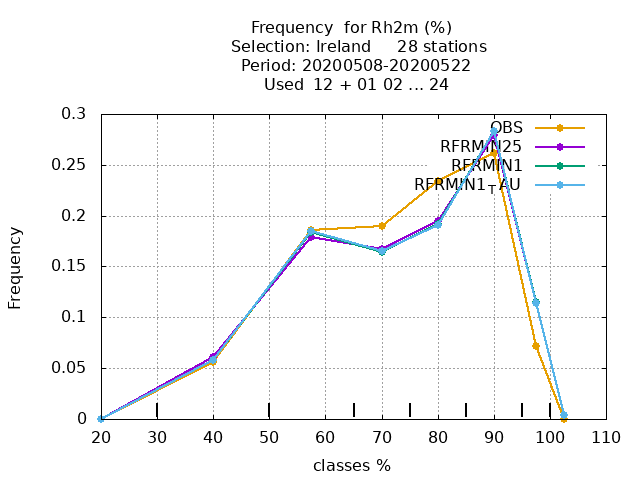 Frequency  for Rh2m (%)
Selection: Ireland     28 stations
Period: 20200508-20200522
Used  12 + 01 02 ... 24
0.3
0.25
0.2
0.15
0.1
0.05
0
20 30 40 50 60 70 80 90 100 110
Frequency
classes %
OBS
RFRMIN25
RFRMIN1
RFRMIN1_TAU